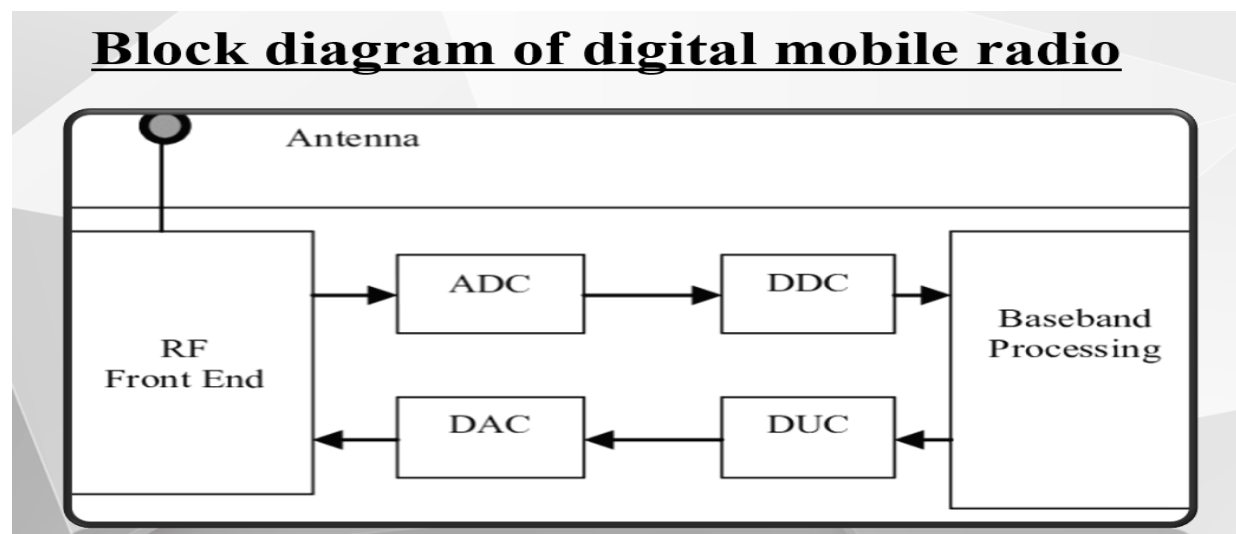 Block diagram of digital mobile radio
Antenna
ADC
DDC
RF
Front End
Baseband
Processing
DAC
DUC